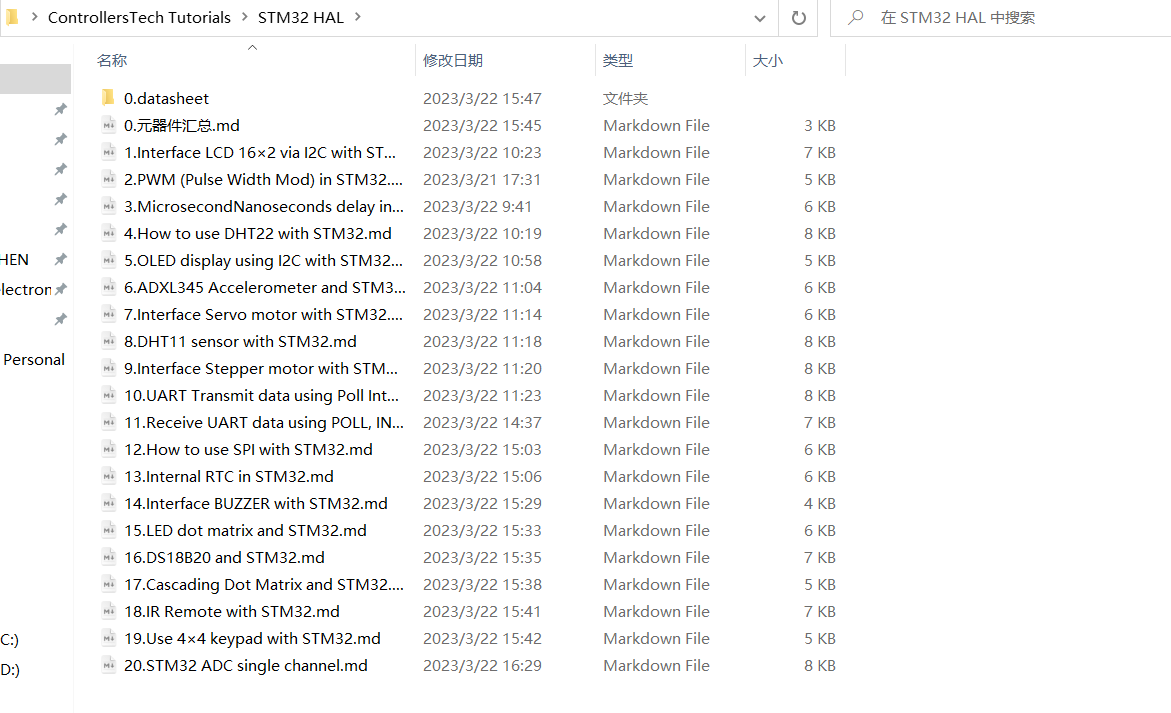 ControllersTech Tutorials > STM32 HAL >
在 STM32 HAL 中搜索
名称 修改日期 类型 大小
0.datasheet 2023/3/22 15:47 文件夹
0.元器件汇总.md 2023/3/22 15:45 Markdown File 3 KB
1.Interface LCD 16×2 via I2C with ST... 2023/3/22 10:23 Markdown File 7 KB
2.PWM (Pulse Width Mod) in STM32.... 2023/3/21 17:31 Markdown File 5 KB
3.MicrosecondNanoseconds delay in... 2023/3/22 9:41 Markdown File 6 KB
4.How to use DHT22 with STM32.md 2023/3/22 10:19 Markdown File 8 KB
5.OLED display using I2C with STM32... 2023/3/22 10:58 Markdown File 5 KB
HEN 6.ADXL345 Accelerometer and STM3... 2023/3/22 11:04 Markdown File 6 KB
lectron 7.Interface Servo motor with STM32.... 2023/3/22 11:14 Markdown File 6 KB
8.DHT11 sensor with STM32.md 2023/3/22 11:18 Markdown File 8 KB
Personal 9.Interface Stepper motor with STM... 2023/3/22 11:20 Markdown File 8 KB
10.UART Transmit data using Poll Int... 2023/3/22 11:23 Markdown File 8 KB
11.Receive UART data using POLL, IN... 2023/3/22 14:37 Markdown File 7 KB
12.How to use SPI with STM32.md 2023/3/22 15:03 Markdown File 6 KB
13.Internal RTC in STM32.md 2023/3/22 15:06 Markdown File 6 KB
14.Interface BUZZER with STM32.md 2023/3/22 15:29 Markdown File 4 KB
15.LED dot matrix and STM32.md 2023/3/22 15:33 Markdown File 6 KB
16.DS18B20 and STM32.md 2023/3/22 15:35 Markdown File 7 KB
17.Cascading Dot Matrix and STM32.... 2023/3/22 15:38 Markdown File 5 KB
18.IR Remote with STM32.md 2023/3/22 15:41 Markdown File 7 KB
C:) 19.Use 4×4 keypad with STM32.md 2023/3/22 15:42 Markdown File 5 KB
D:) 20.STM32 ADC single channel.md 2023/3/22 16:29 Markdown File 8 KB